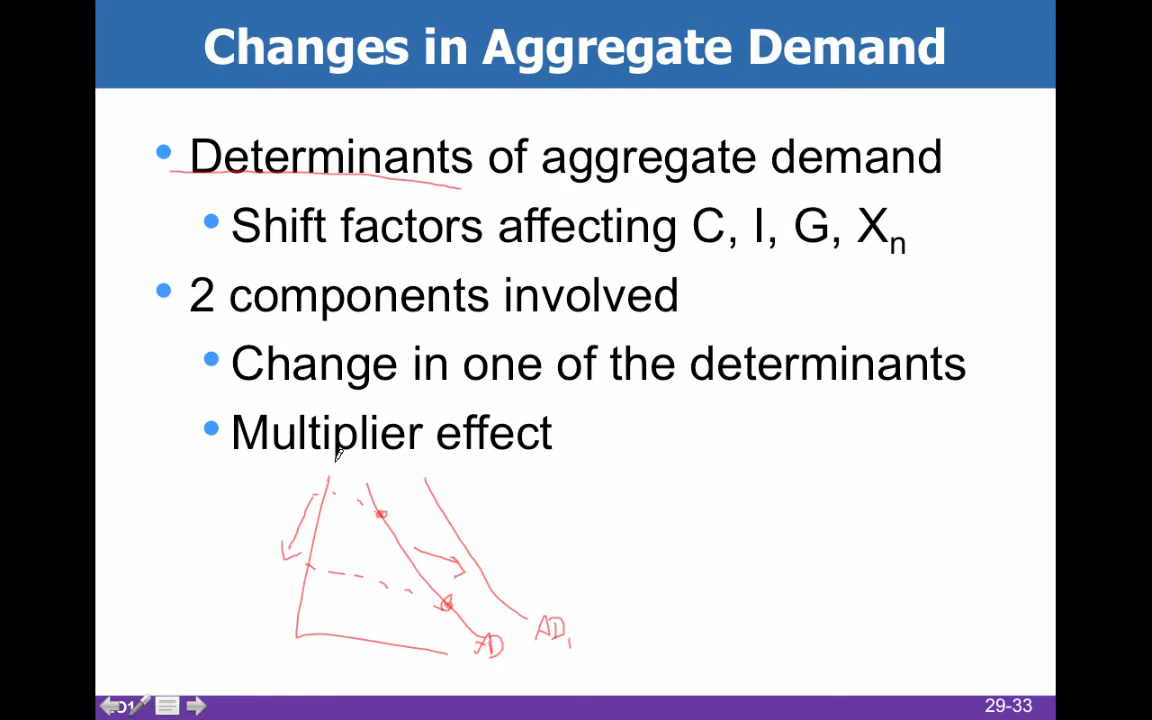 Changes in Aggregate Demand
• Determinants of aggregate demand
• Shift factors affecting C, I, G, Xn
• 2 components involved
• Change in one of the determinants
• Multiplier effect
AD
AD1
29-33